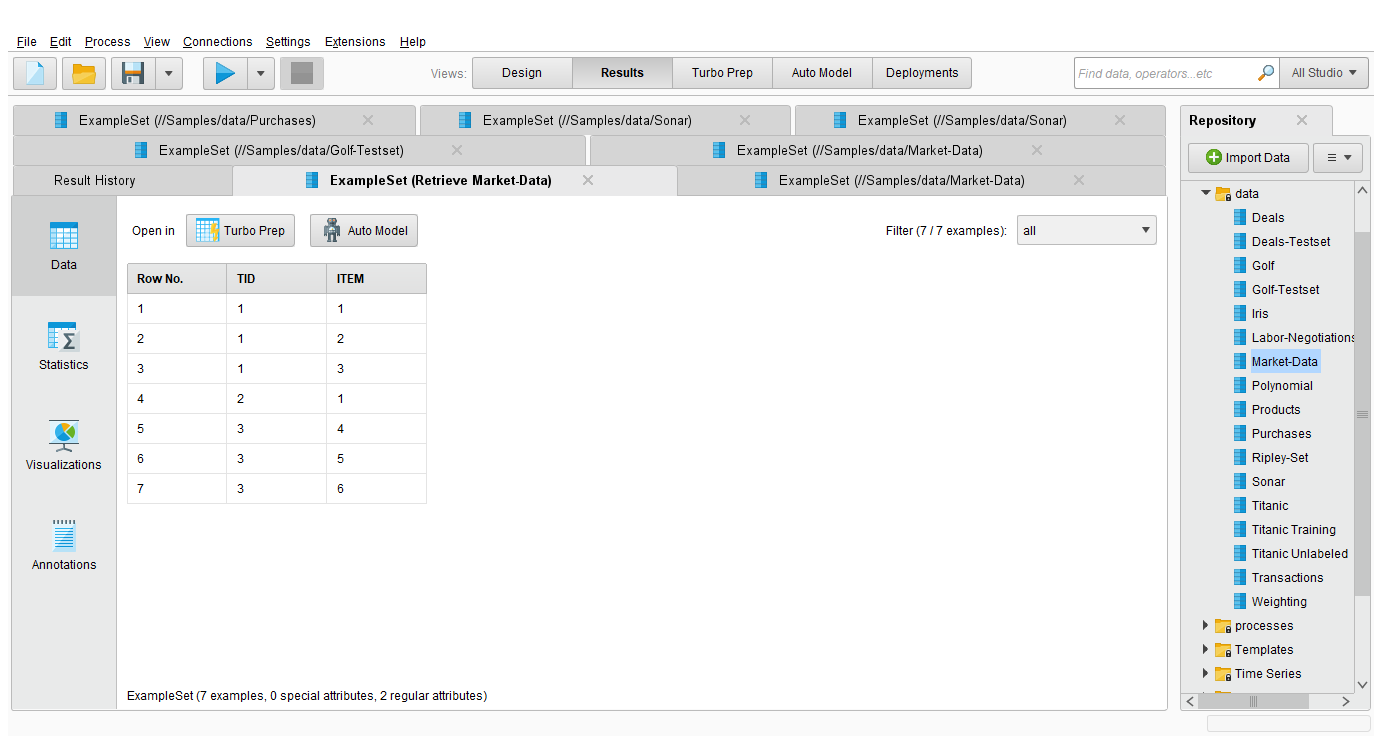 File Edit Process View Connections Settings Extensions Help
Views: Design Results Turbo Prep Auto Model Deployments Find data, operators...etc All Studio
ExampleSet (//Samples/data/Purchases) ExampleSet (//Samples/data/Sonar) ExampleSet (//Samples/data/Sonar)
ExampleSet (//Samples/data/Golf-Testset) ExampleSet (//Samples/data/Market-Data)
Result History ExampleSet (Retrieve Market-Data) ExampleSet (//Samples/data/Market-Data)
Data
Statistics
Visualizations
Annotations
Open in Turbo Prep Auto Model Filter (7 / 7 examples): all
Row No. TID ITEM
1 1 1
2 1 2
3 1 3
4 2 1
5 3 4
6 3 5
7 3 6
ExampleSet (7 examples, 0 special attributes, 2 regular attributes)
Repository
Import Data
data
Deals
Deals-Testset
Golf
Golf-Testset
Iris
Labor-Negotiations
Market-Data
Polynomial
Products
Purchases
Ripley-Set
Sonar
Titanic
Titanic Training
Titanic Unlabeled
Transactions
Weighting
processes
Templates
Time Series